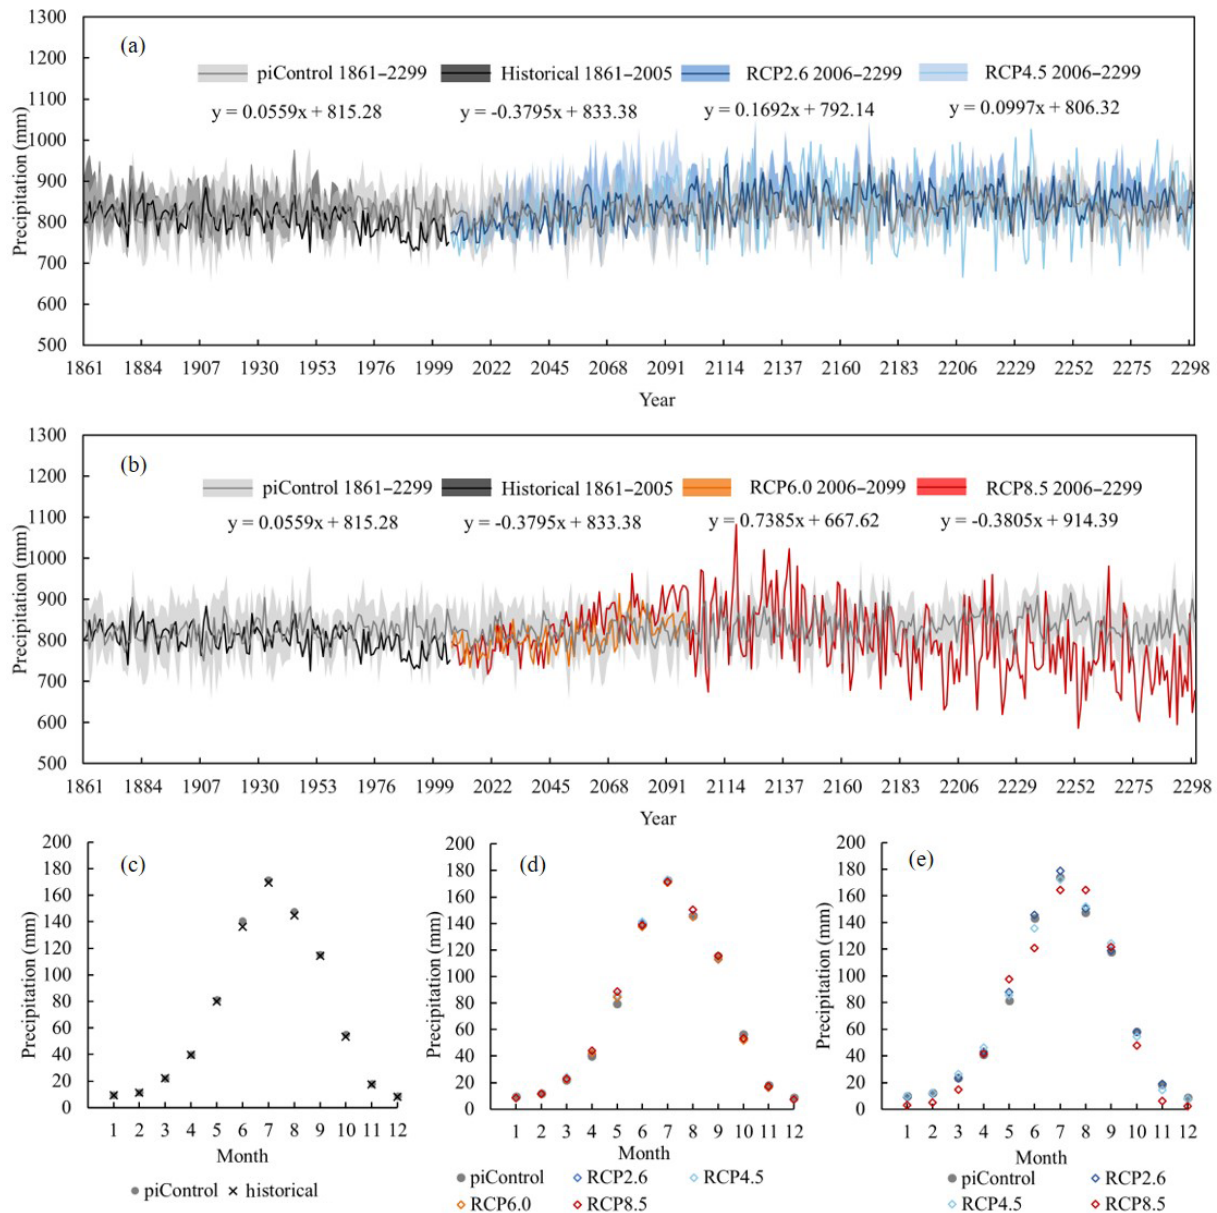 1300
(a)
1200
piControl 1861–2299 Historical 1861–2005 RCP2.6 2006–2299 RCP4.5 2006–2299
1100
y = 0.0559x + 815.28 y = -0.3795x + 833.38 y = 0.1692x + 792.14 y = 0.0997x + 806.32
1000
900
800
700
600
500
Precipitation (mm)
1861 1884 1907 1930 1953 1976 1999 2022 2045 2068 2091 2114 2137 2160 2183 2206 2229 2252 2275 2298
Year
1300
(b)
1200
piControl 1861–2299 Historical 1861–2005 RCP6.0 2006–2099 RCP8.5 2006–2299
1100
y = 0.0559x + 815.28 y = -0.3795x + 833.38 y = 0.7385x + 667.62 y = -0.3805x + 914.39
1000
900
800
700
600
500
Precipitation (mm)
1861 1884 1907 1930 1953 1976 1999 2022 2045 2068 2091 2114 2137 2160 2183 2206 2229 2252 2275 2298
Year
200
(c)
180
160
140
120
100
80
60
40
20
0
Precipitation (mm)
1 2 3 4 5 6 7 8 9 10 11 12
Month
piControl historical
200
(d)
180
160
140
120
100
80
60
40
20
0
Precipitation (mm)
1 2 3 4 5 6 7 8 9 10 11 12
Month
piControl RCP2.6 RCP4.5
RCP6.0 RCP8.5
200
(e)
180
160
140
120
100
80
60
40
20
0
Precipitation (mm)
1 2 3 4 5 6 7 8 9 10 11 12
Month
piControl RCP2.6
RCP4.5 RCP8.5